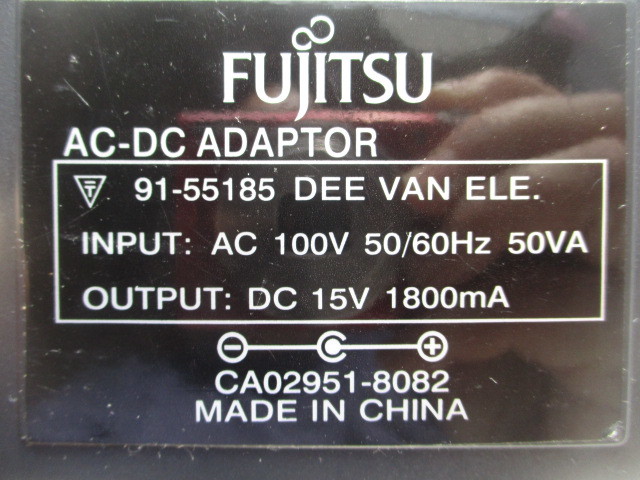 FUJITSU
AC-DC ADAPTOR
91-55185 DEE VAN ELE.
INPUT: AC 100V 50/60Hz 50VA
OUTPUT: DC 15V 1800mA
CA02951-8082
MADE IN CHINA